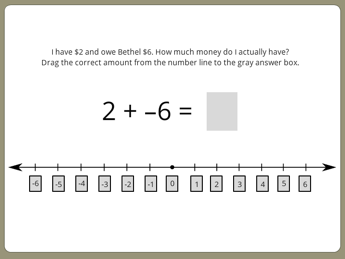 I have $2 and owe Bethel $6. How much money do I actually have?
Drag the correct amount from the number line to the gray answer box.
2 + –6 =
-6 -5 -4 -3 -2 -1 0 1 2 3 4 5 6